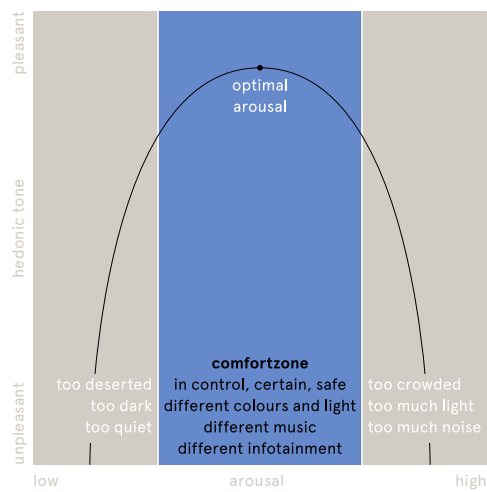 pleasant
hedonic tone
unpleasant
optimal
arousal
too deserted
too dark
too quiet
comfortzone
in control, certain, safe
different colours and light
different music
different infotainment
too crowded
too much light
too much noise
low
arousal
high